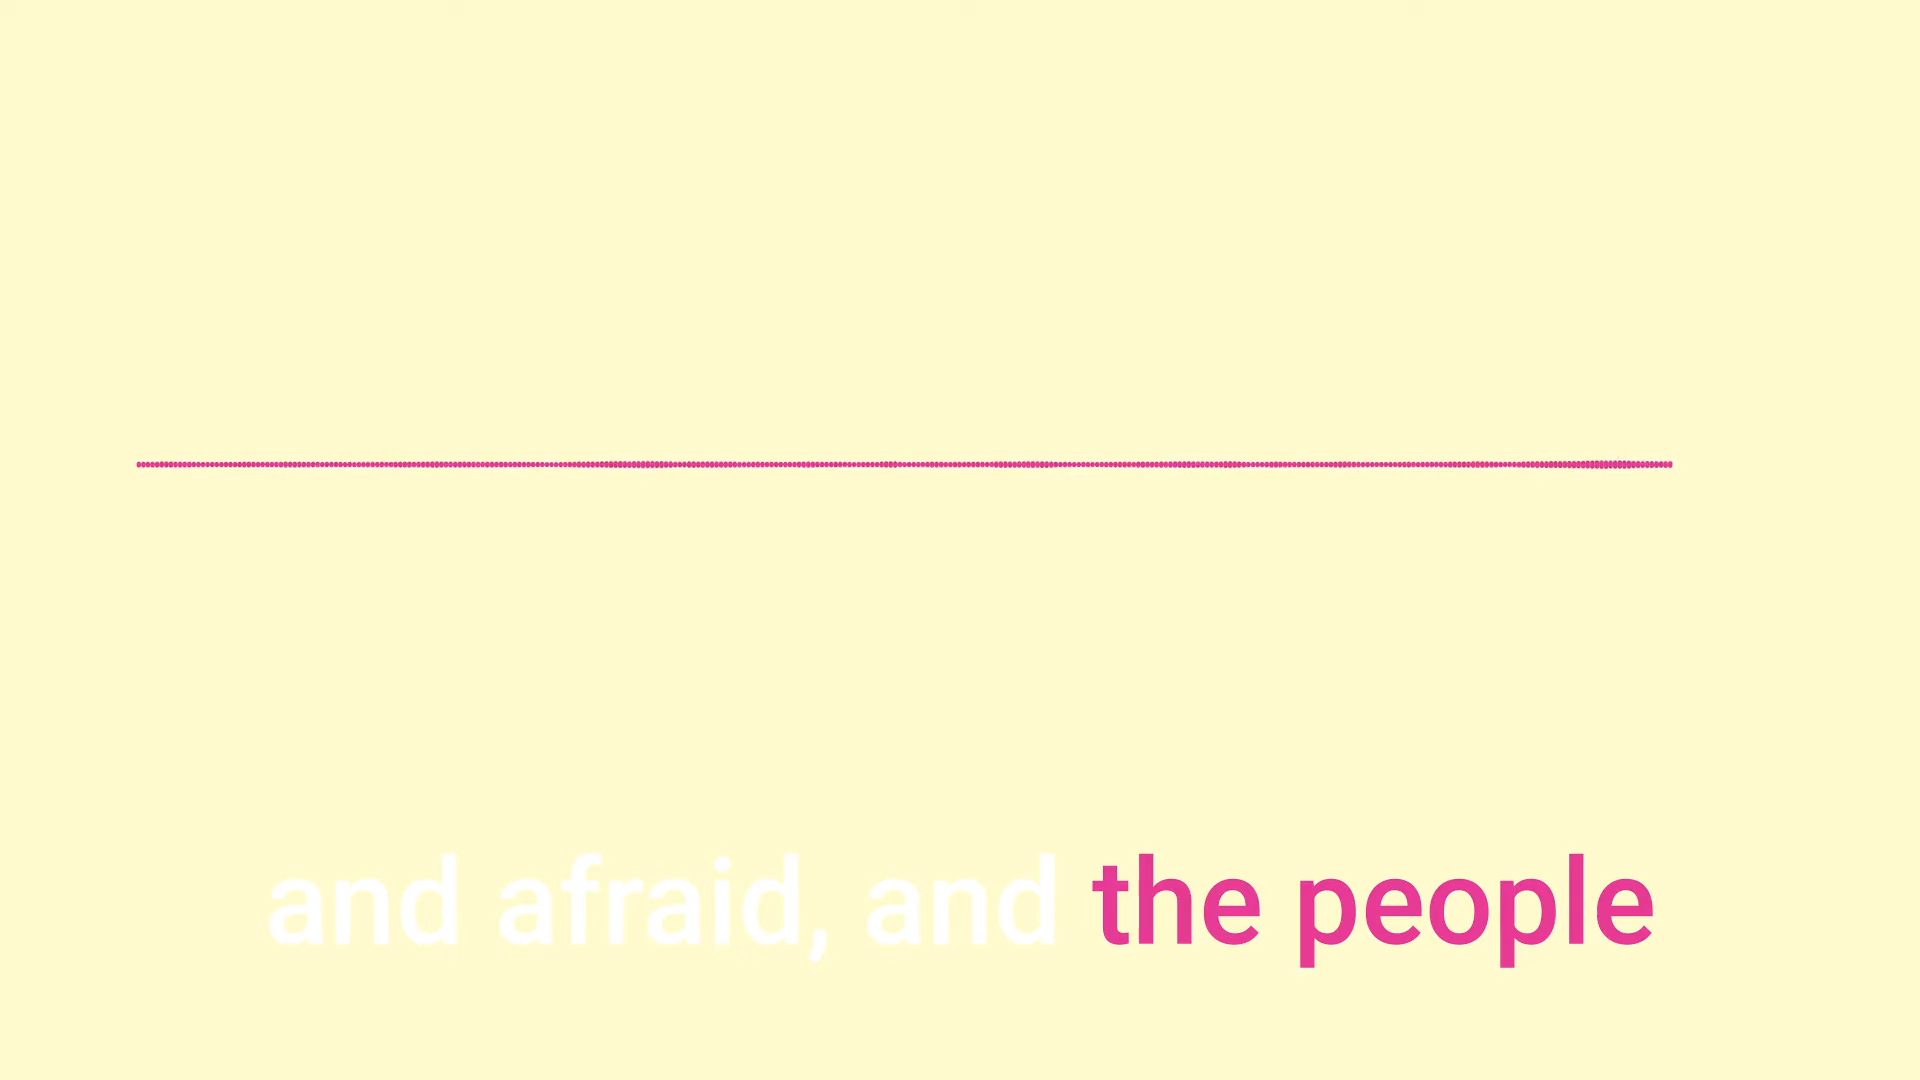 and afraid, and the people